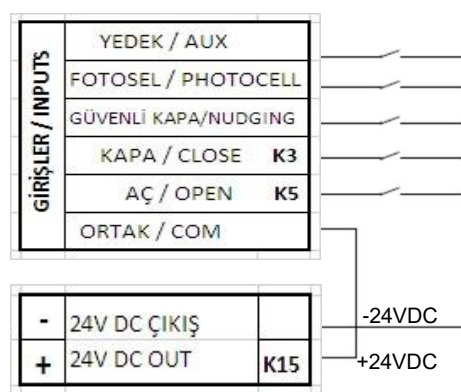 GİRİŞLER / INPUTS
YEDEK / AUX
FOTOSEL / PHOTOCELL
GÜVENLİ KAPA/NUDGING
KAPA / CLOSE K3
AÇ / OPEN K5
ORTAK / COM
- 24V DC ÇIKIŞ
+ 24V DC OUT K15
-24VDC
+24VDC